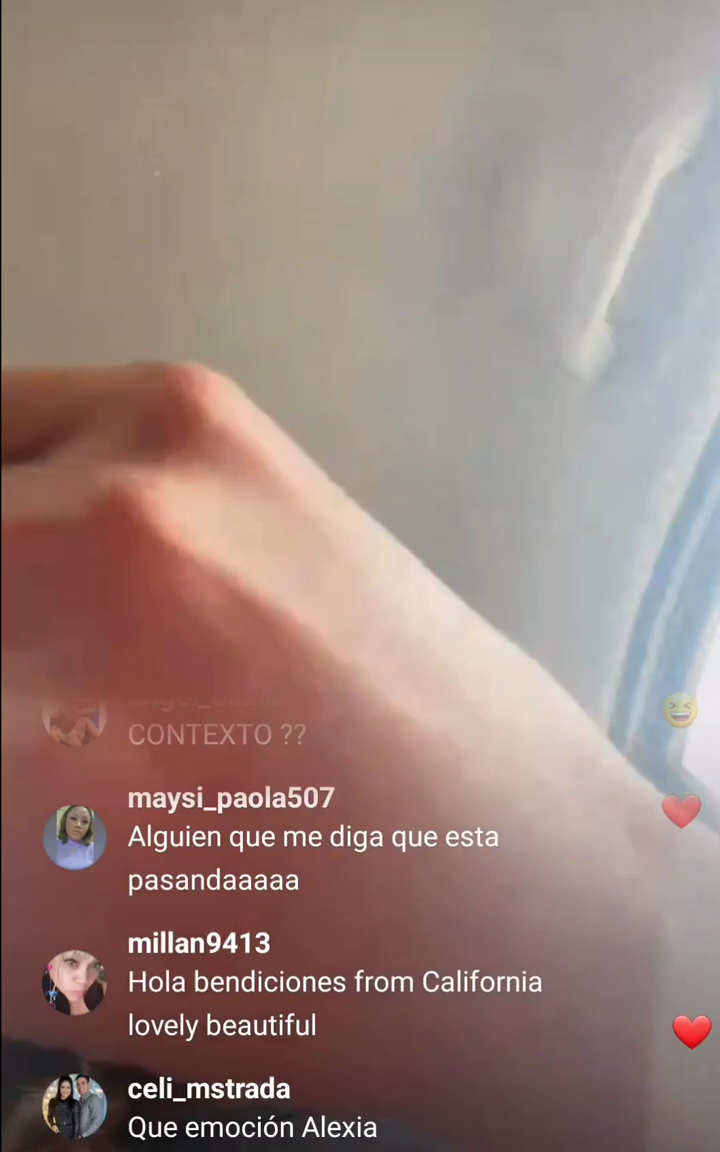 CONTEXTO ??
maysi_paola507
Alguien que me diga que esta
pasandaaaaa
millan9413
Hola bendiciones from California
lovely beautiful
celi_mstrada
Que emoción Alexia